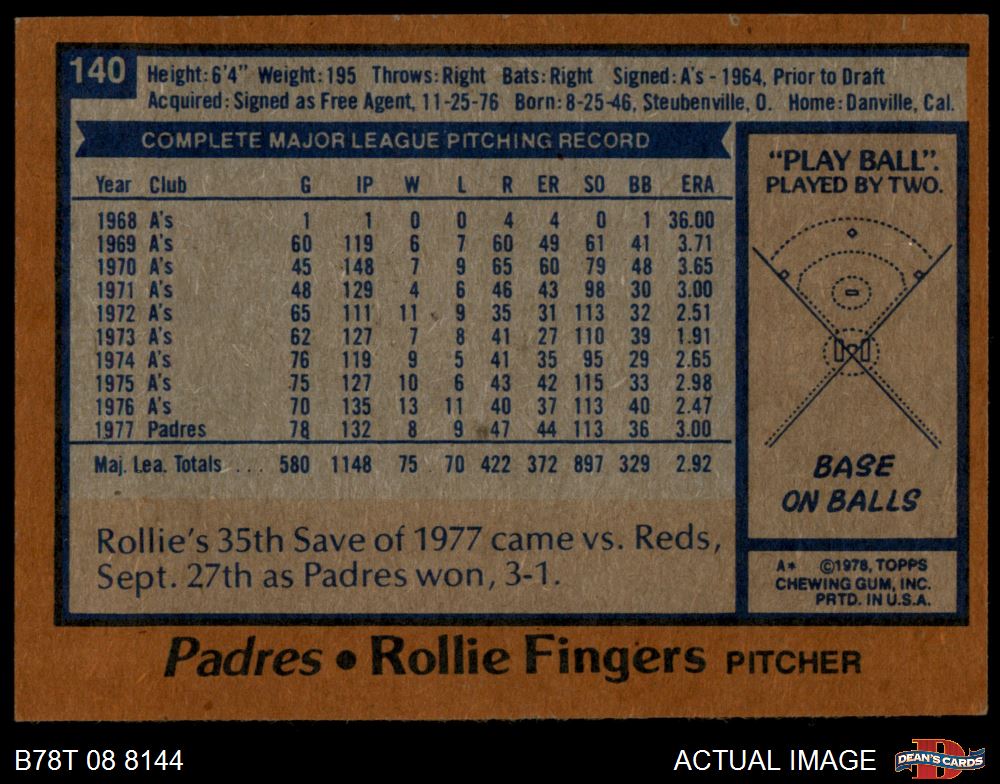 140
Height:6'4" Weight:195 Throws:Right Bats:Right Signed:A's - 1964, Prior to Draft
Acquired: Signed as Free Agent, 11-25-76 Born:8-25-46, Steubenville, O. Home:Danville, Cal.
COMPLETE MAJOR LEAGUE PITCHING RECORD
Year Club G IP W L R ER SO BB ERA
1968 A's 1 1 0 0 4 4 0 1 36.00
1969 A's 60 119 6 7 60 49 61 41 3.71
1970 A's 45 148 7 9 65 60 79 48 3.65
1971 A's 48 129 4 6 46 43 98 30 3.00
1972 A's 65 111 11 9 35 31 113 32 2.51
1973 A's 62 127 7 8 41 27 110 39 1.91
1974 A's 76 119 9 5 41 35 95 29 2.65
1975 A's 75 127 10 6 43 42 115 33 2.98
1976 A's 70 135 13 11 40 37 113 40 2.47
1977 Padres 78 132 8 9 47 44 113 36 3.00
Maj. Lea. Totals ... 580 1148 75 70 422 372 897 329 2.92
Rollie's 35th Save of 1977 came vs. Reds,
Sept. 27th as Padres won, 3-1.
"PLAY BALL".
PLAYED BY TWO.
BASE
ON BALLS
A* ©1978, TOPPS
CHEWING GUM, INC.
PRTD. IN U.S.A.
Padres • Rollie Fingers PITCHER
B78T 08 8144
ACTUAL IMAGE
DEAN'S CARDS